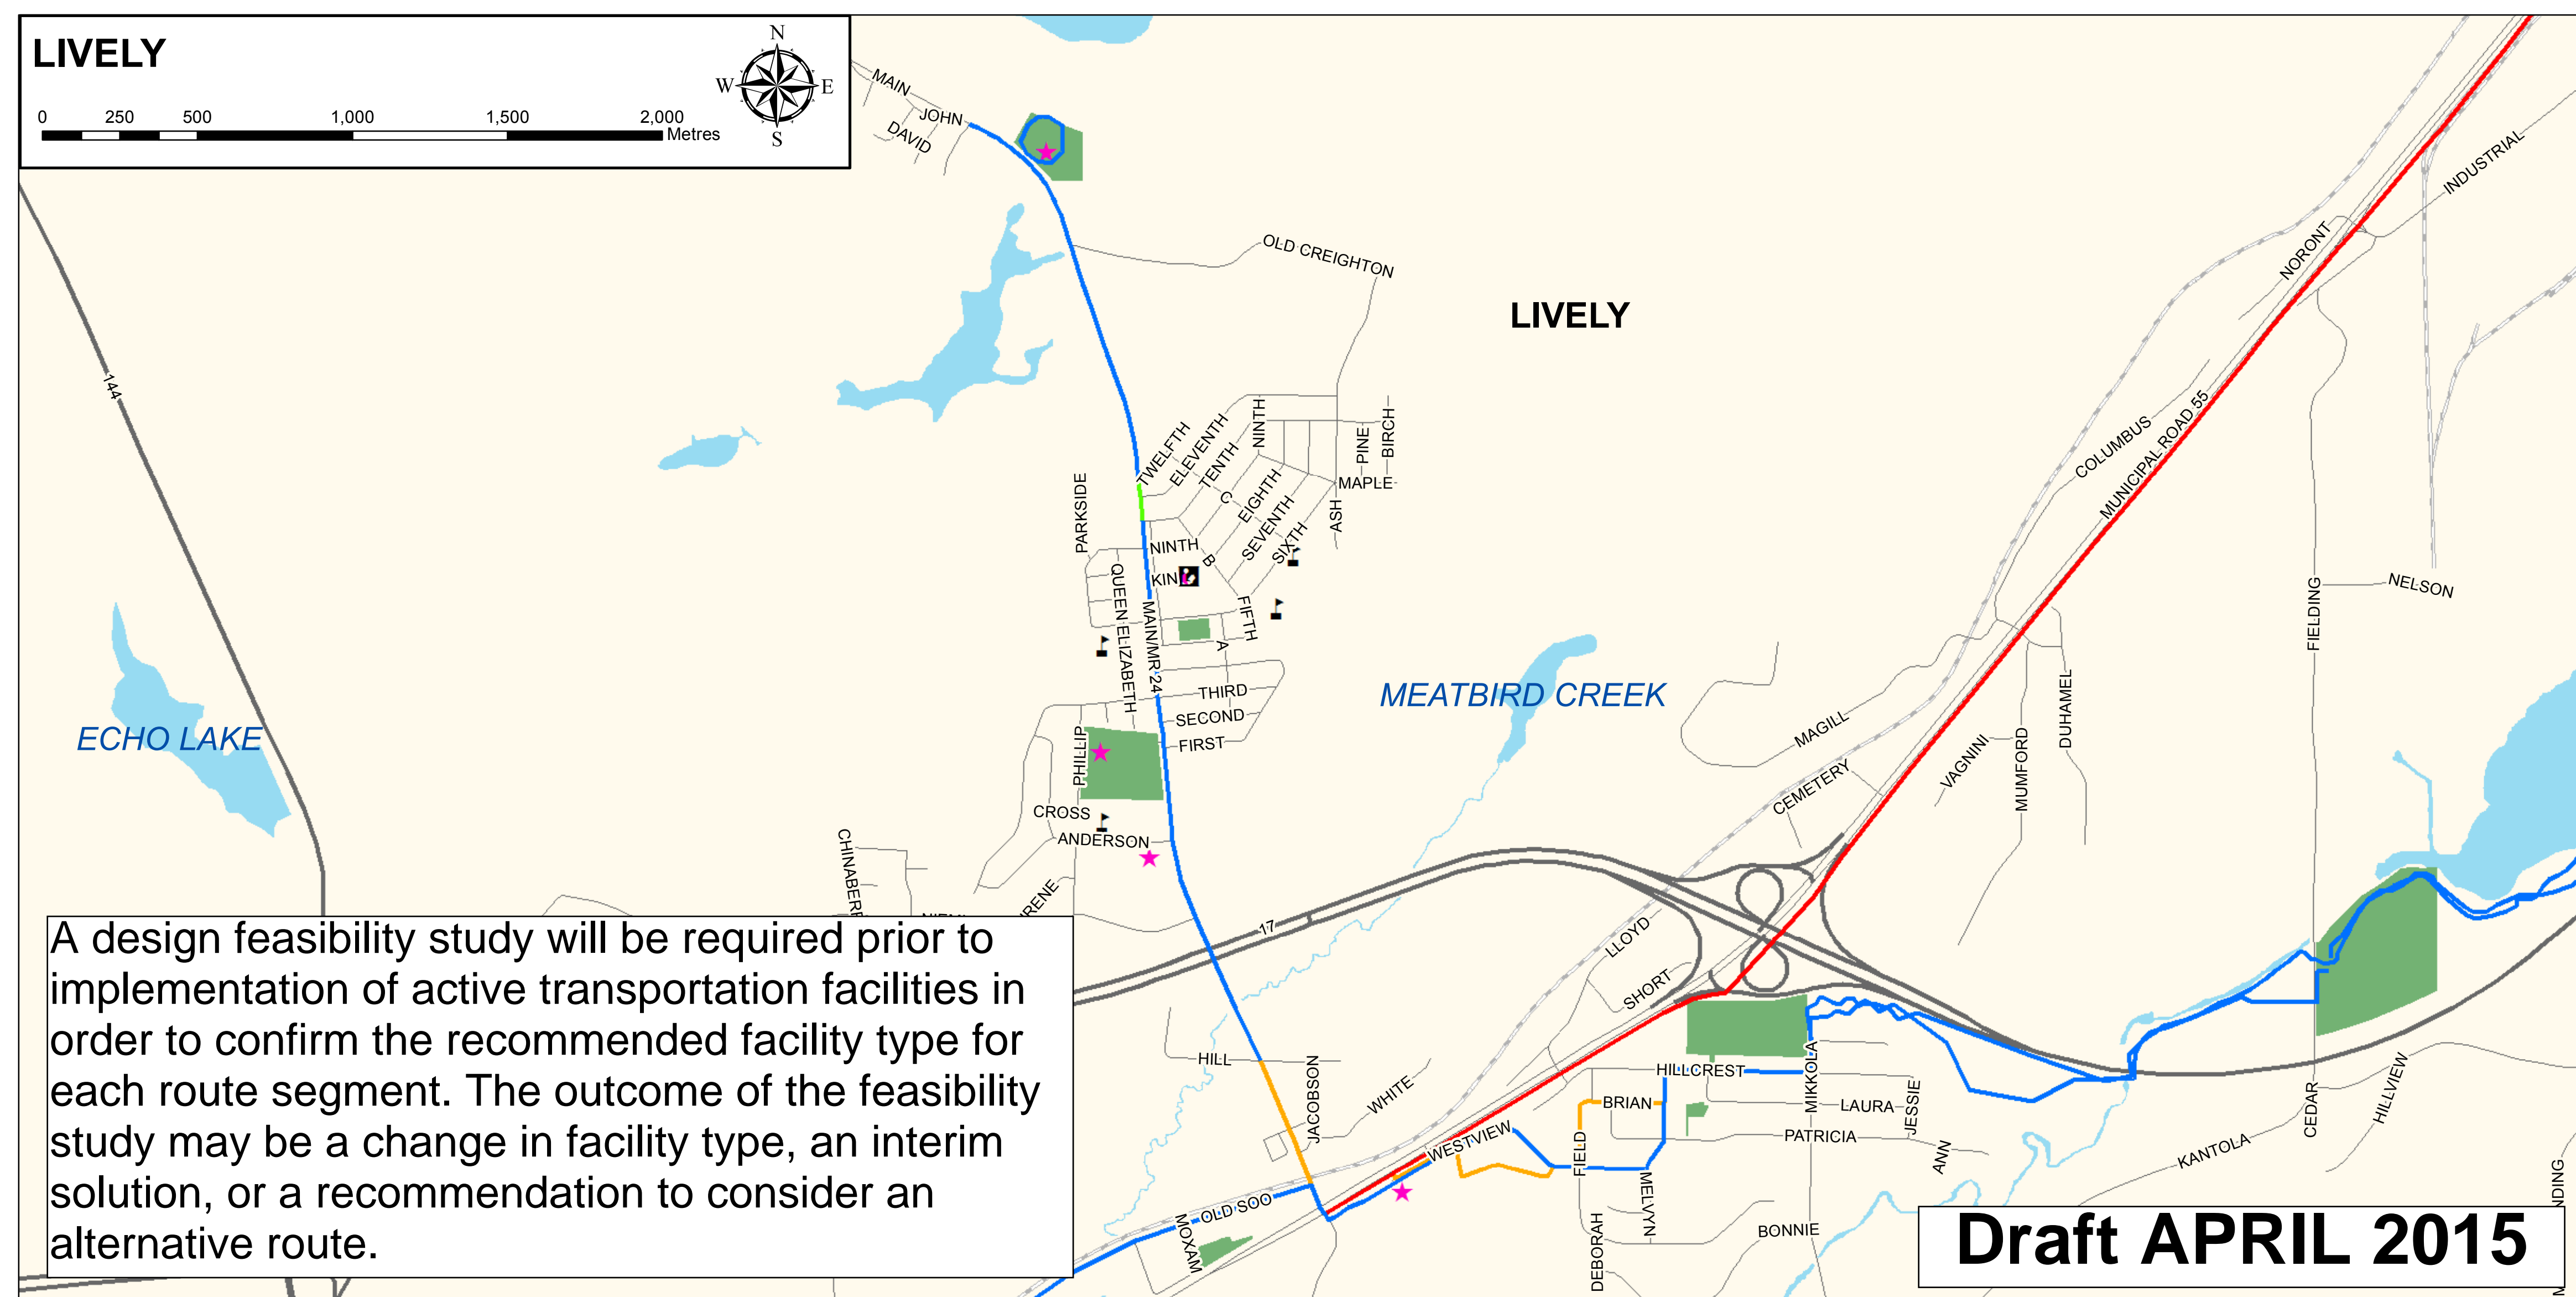 LIVELY
N
W E
S
0 250 500 1,000 1,500 2,000
Metres
MAIN
JOHN
DAVID
OLD CREIGHTON
LIVELY
INDUSTRIAL
NORONT
144
COLUMBUS
MUNICIPAL ROAD 55
TWELFTH
ELEVENTH
TENTH
NINTH
PINE
BIRCH
MAPLE
ASH
C
EIGHTH
SEVENTH
SIXTH
PARKSIDE
NINTH
B
KIN
QUEEN ELIZABETH
MAIN/MR 24
FIFTH
A
THIRD
SECOND
FIRST
PHILLIP
CROSS
ANDERSON
ECHO LAKE
MEATBIRD CREEK
FIELDING
NELSON
MAGILL
VAGNINI
MUMFORD
DUHAMEL
CEMETERY
17
LLOYD
SHORT
HILL
JACOBSON
WHITE
HILLCREST
MIKKOLA
BRIAN
LAURA
JESSIE
PATRICIA
ANN
FIELD
WESTVIEW
MELVYN
OLD SOO
MOXAM
DEBORAH
BONNIE
KANTOLA
CEDAR
HILLVIEW
NDING
CHINABERR
IRENE
A design feasibility study will be required prior to
implementation of active transportation facilities in
order to confirm the recommended facility type for
each route segment. The outcome of the feasibility
study may be a change in facility type, an interim
solution, or a recommendation to consider an
alternative route.
Draft APRIL 2015